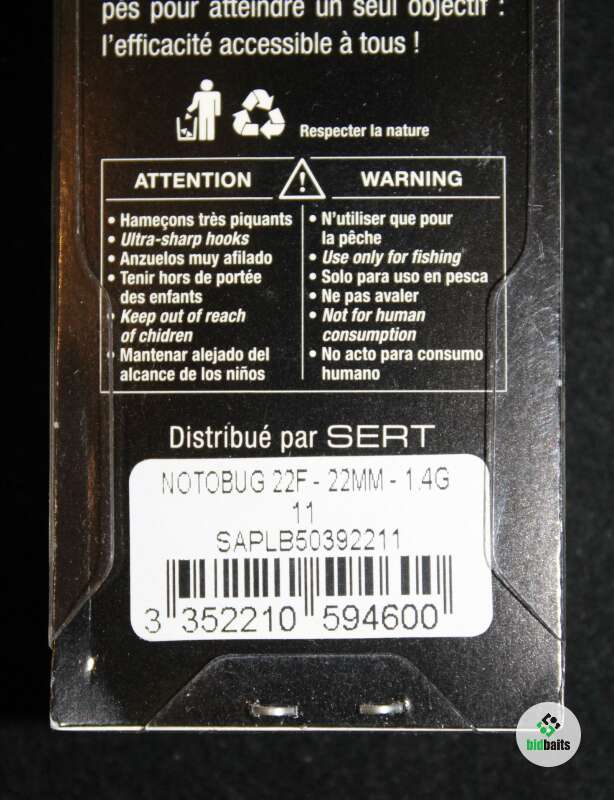 pés pour atteindre un seul objectif :
l'efficacité accessible à tous !
Respecter la nature
ATTENTION
WARNING
• Hameçons très piquants
• Ultra-sharp hooks
• Anzuelos muy afilado
• Tenir hors de portée
des enfants
• Keep out of reach
of chidren
• Mantenar alejado del
alcance de los niños
• N'utiliser que pour
la pêche
• Use only for fishing
• Solo para uso en pesca
• Ne pas avaler
• Not for human
consumption
• No acto para consumo
humano
Distribué par SERT
NOTOBUG 22F - 22MM - 1.4G
11
SAPLB50392211
3 352210 594600
bidbaits